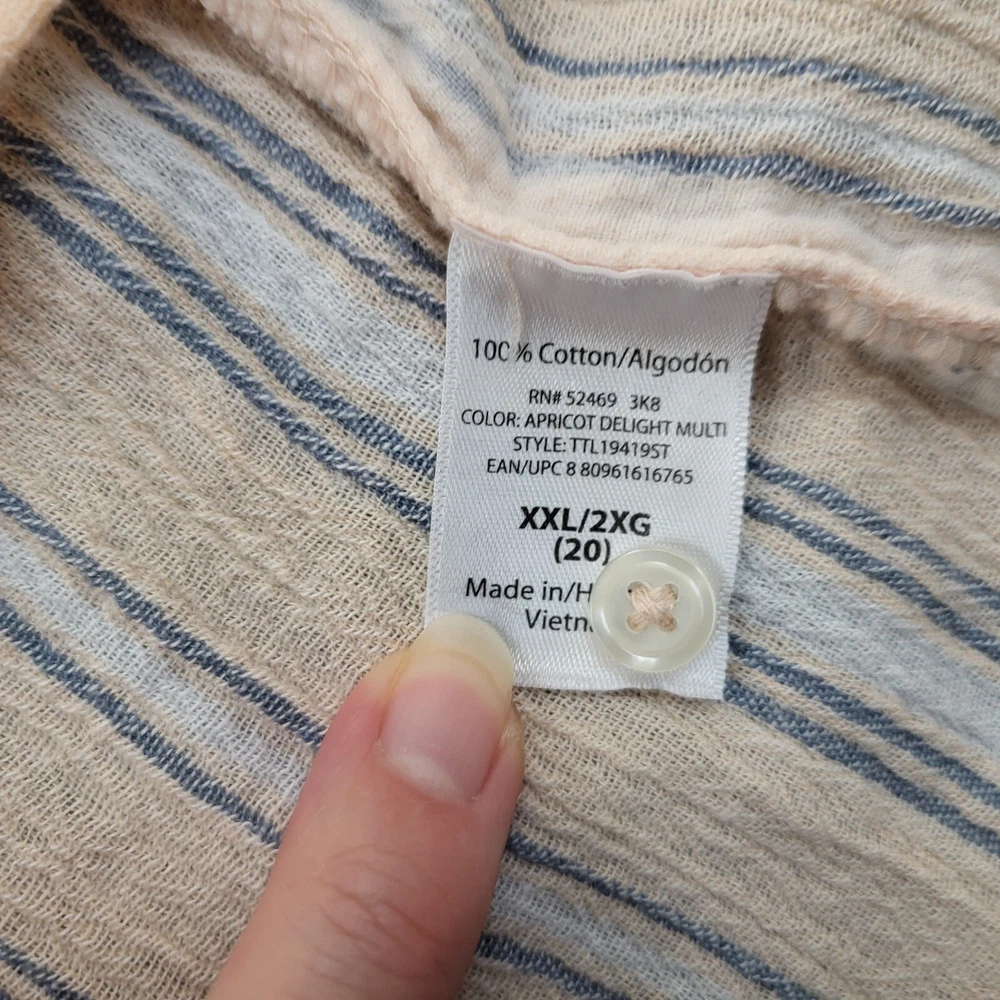 100 % Cotton/Algodón
RN# 52469 3K8
COLOR: APRICOT DELIGHT MULTI
STYLE: TTL19419ST
EAN/UPC 8 80961616765
XXL/2XG
(20)
Made in/H
Vietn